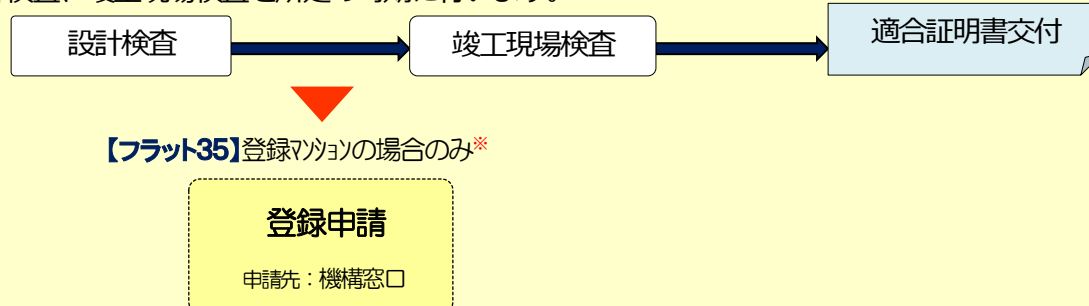 設計検査
竣工現場検査
適合証明書交付
【フラット35】登録マンションの場合のみ※
登録申請
申請先：機構窓口